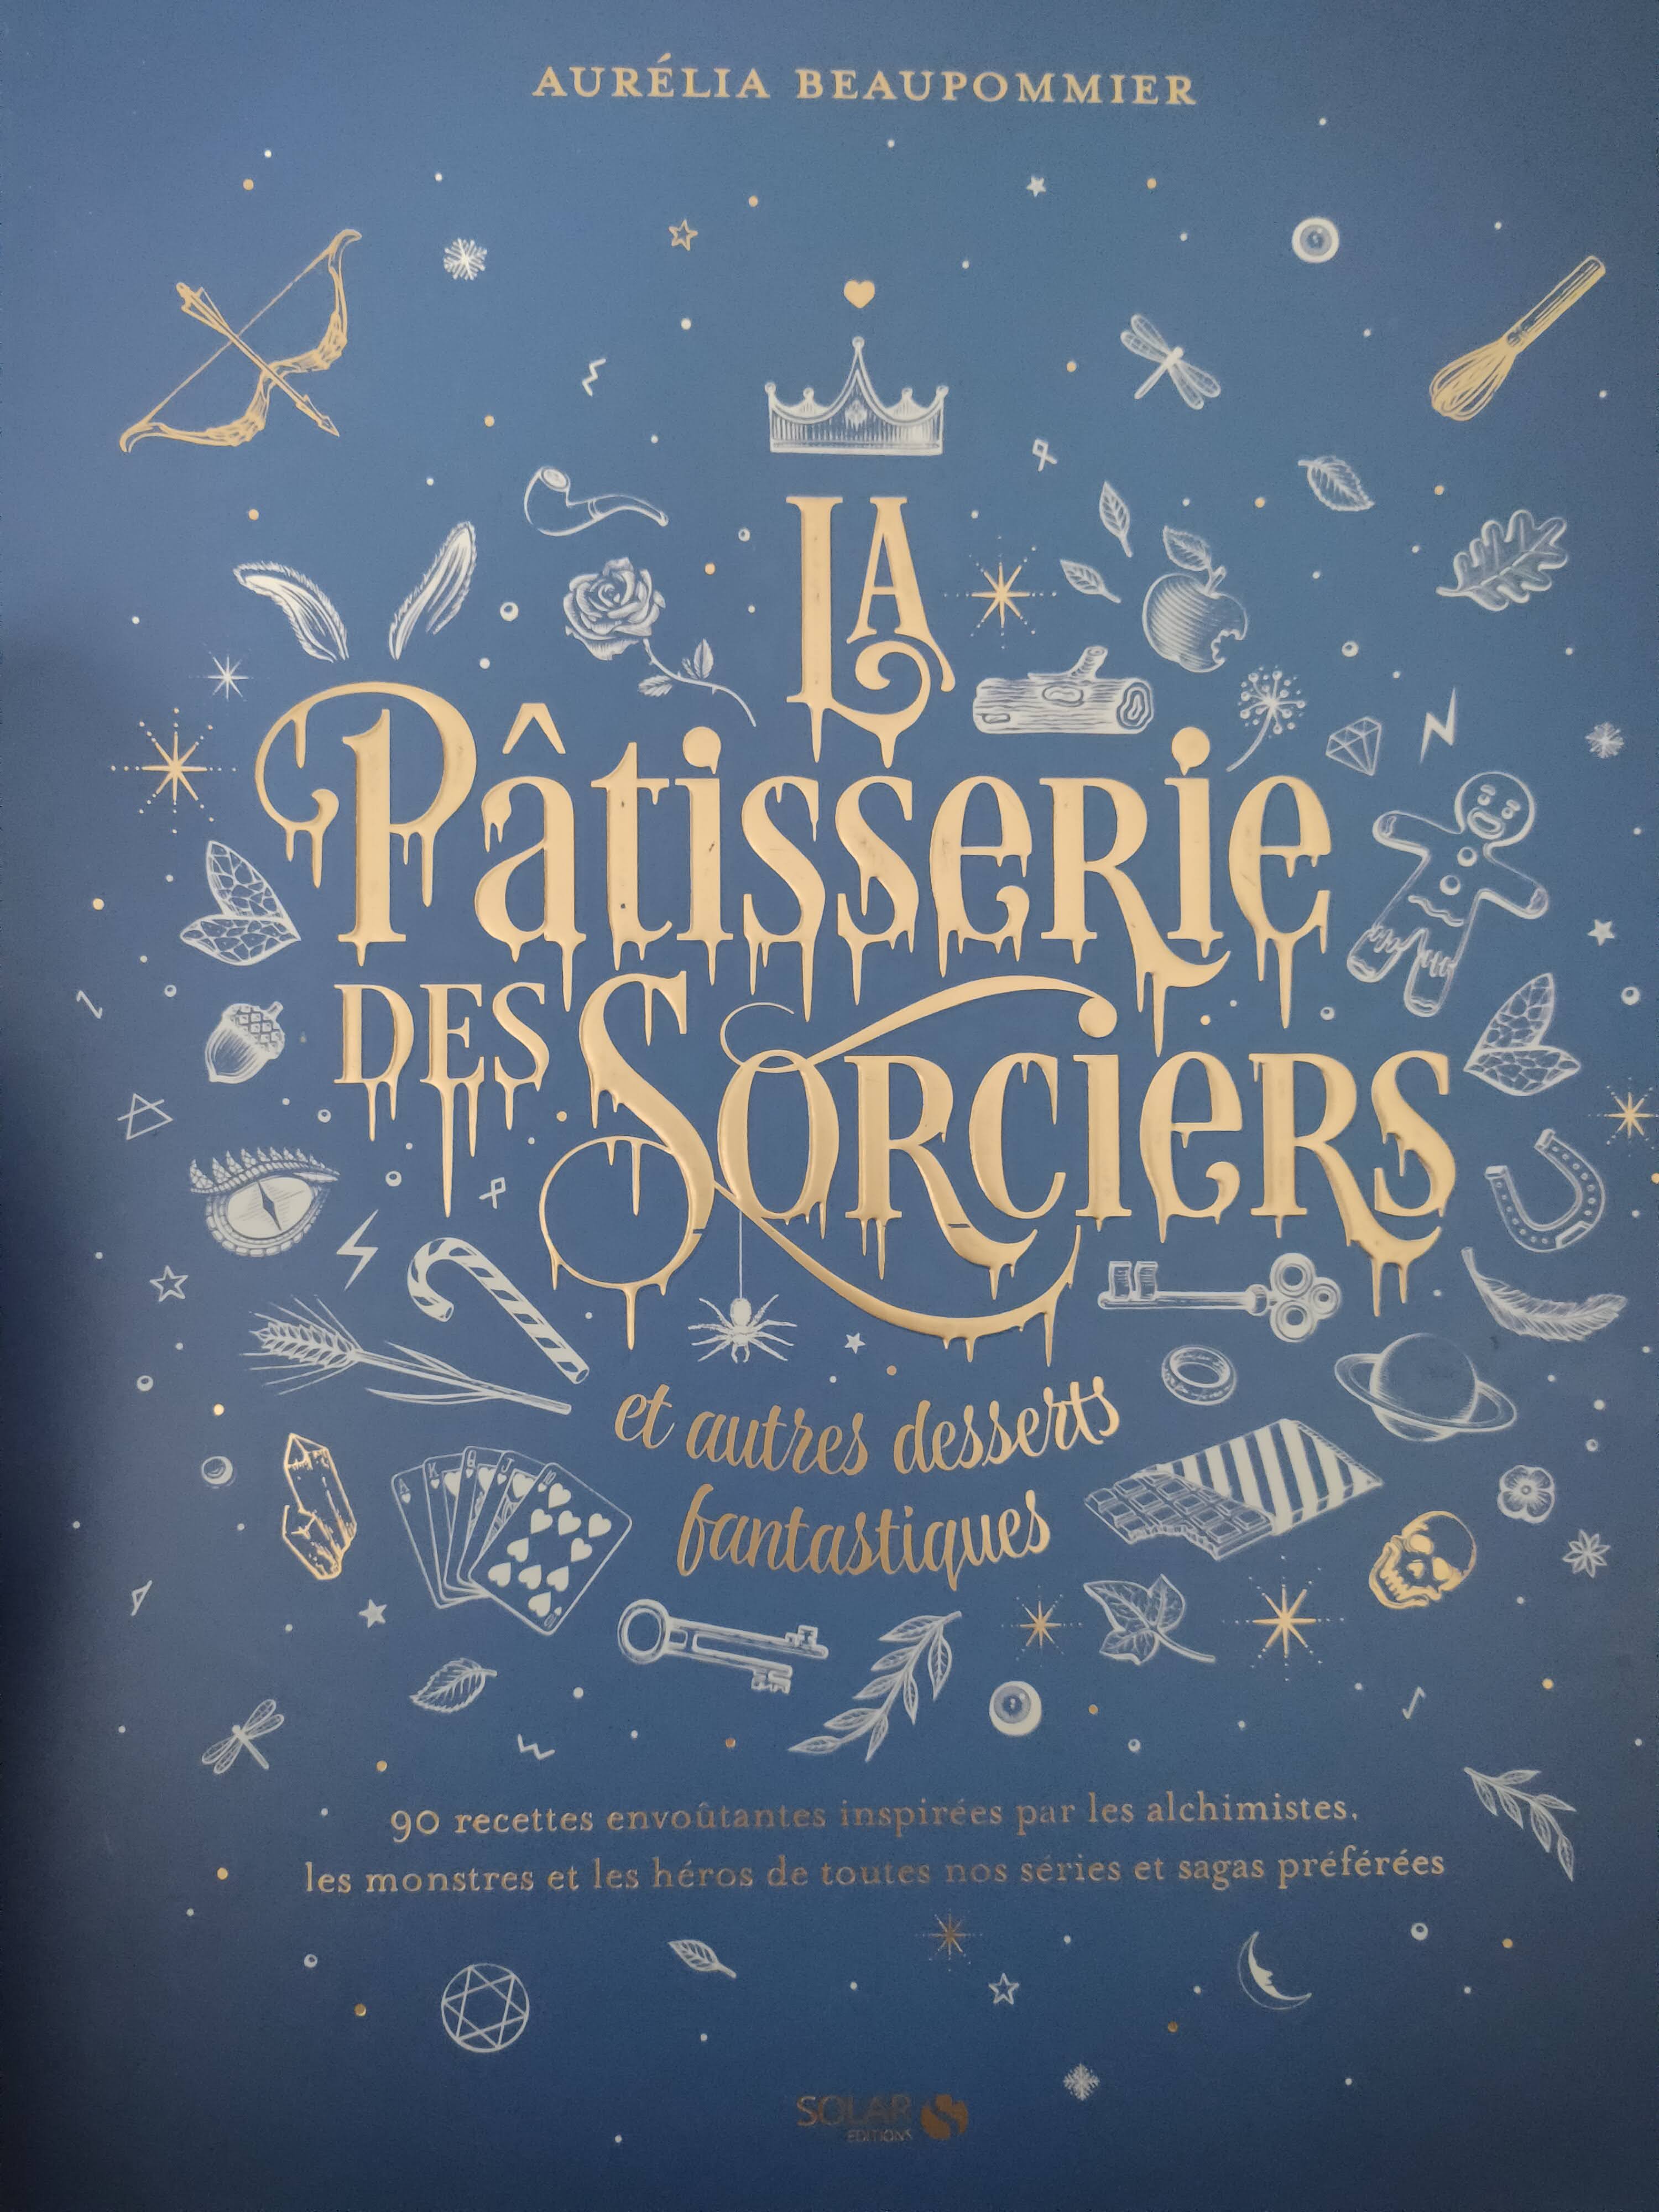 AURÉLIA BEAUPOMMIER
LA
Pâtisserie
DES Sorciers
et autres desserts
fantastiques
90 recettes envoûtantes inspirées par les alchimistes,
les monstres et les héros de toutes nos séries et sagas préférées
SOLAR
EDITIONS